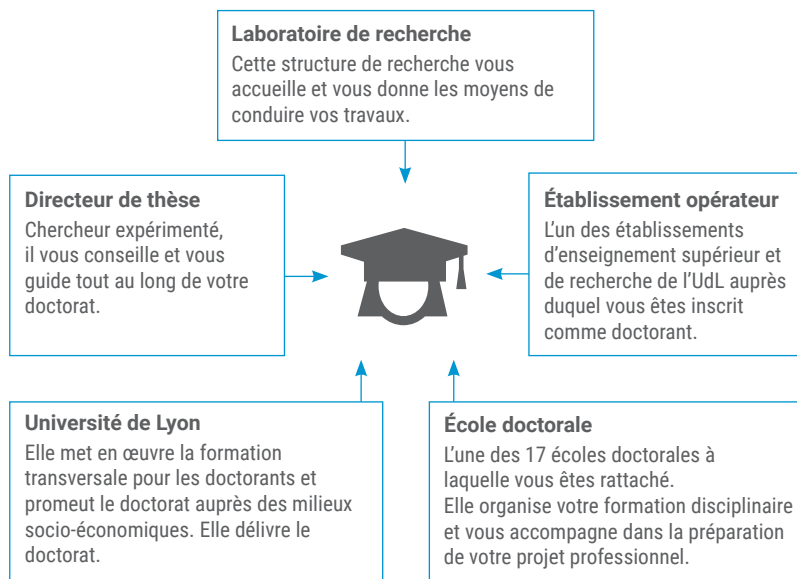 Laboratoire de recherche
Cette structure de recherche vous
accueille et vous donne les moyens de
conduire vos travaux.
Directeur de thèse
Chercheur expérimenté,
il vous conseille et vous
guide tout au long de votre
doctorat.
Établissement opérateur
L’un des établissements
d’enseignement supérieur et
de recherche de l’UdL auprès
duquel vous êtes inscrit
comme doctorant.
Université de Lyon
Elle met en œuvre la formation
transversale pour les doctorants et
promeut le doctorat auprès des milieux
socio-économiques. Elle délivre le
doctorat.
École doctorale
L’une des 17 écoles doctorales à
laquelle vous êtes rattaché.
Elle organise votre formation disciplinaire
et vous accompagne dans la préparation
de votre projet professionnel.